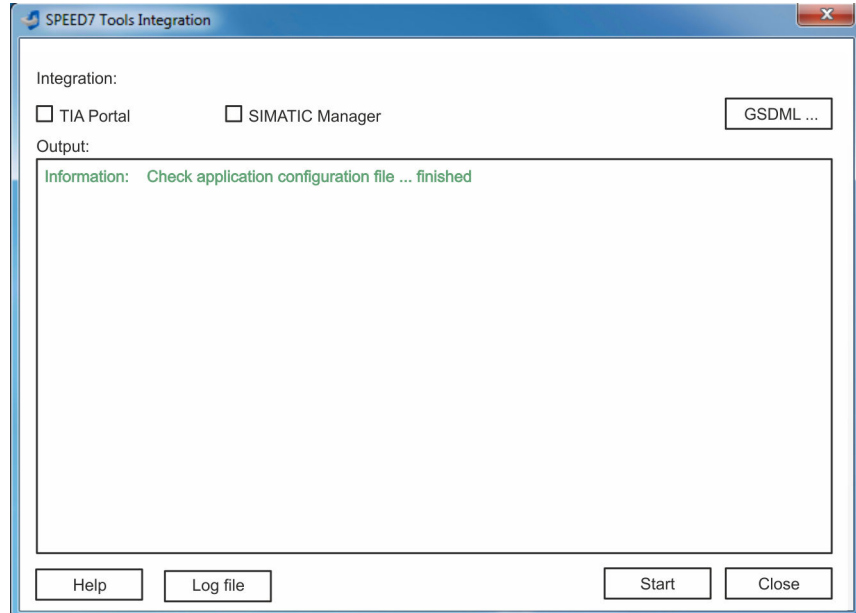 SPEED7 Tools Integration
x
Integration:
TIA Portal SIMATIC Manager GSDML ...
Output:
Information: Check application configuration file ... finished
Help Log file Start Close